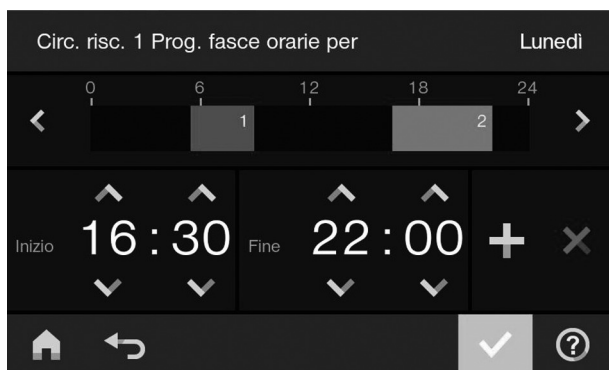 Circ. risc. 1 Prog. fasce orarie per Lunedì
0 6 12 18 24
1 2
Inizio 16 : 30 Fine 22 : 00
?